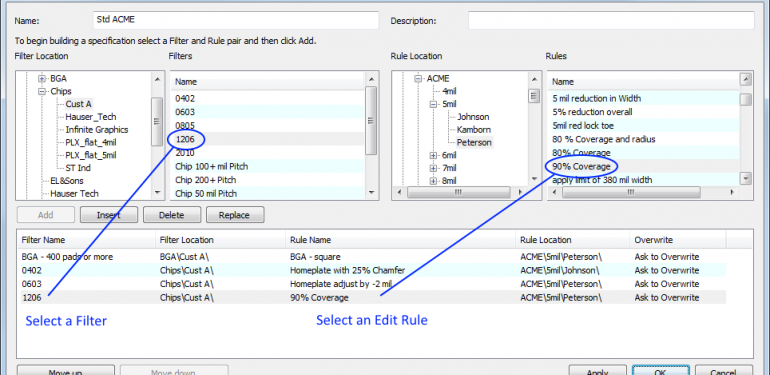 Name: Std ACME Description:
To begin building a specification select a Filter and Rule pair and then click Add.
Filter Location Filters Rule Location Rules
BGA
Chips
Cust A
Hauser_Tech
Infinite Graphics
PLX_flat_4mil
PLX_flat_5mil
ST Ind
EL&Sons
Hauser Tech
Name
0402
0603
0805
1206
2010
Chip 100+ mil Pitch
Chip 200+ Pitch
Chip 50 mil Pitch
ACME
4mil
5mil
Johnson
Kamborn
Peterson
6mil
7mil
8mil
Name
5 mil reduction in Width
5% reduction overall
5mil red lock toe
80 % Coverage and radius
80% Coverage
90% Coverage
apply limit of 380 mil width
Add Insert Delete Replace
Filter Name Filter Location Rule Name Rule Location Overwrite
BGA - 400 pads or more BGA\Cust A\ BGA - square ACME\5mil\Peterson\ Ask to Overwrite
0402 Chips\Cust A\ Homeplate with 25% Chamfer ACME\5mil\Johnson\ Ask to Overwrite
0603 Chips\Cust A\ Homeplate adjust by -2 mil ACME\5mil\Peterson\ Ask to Overwrite
1206 Chips\Cust A\ 90% Coverage ACME\5mil\Peterson\ Ask to Overwrite
Select a Filter Select an Edit Rule
Move up Move down Apply OK Cancel